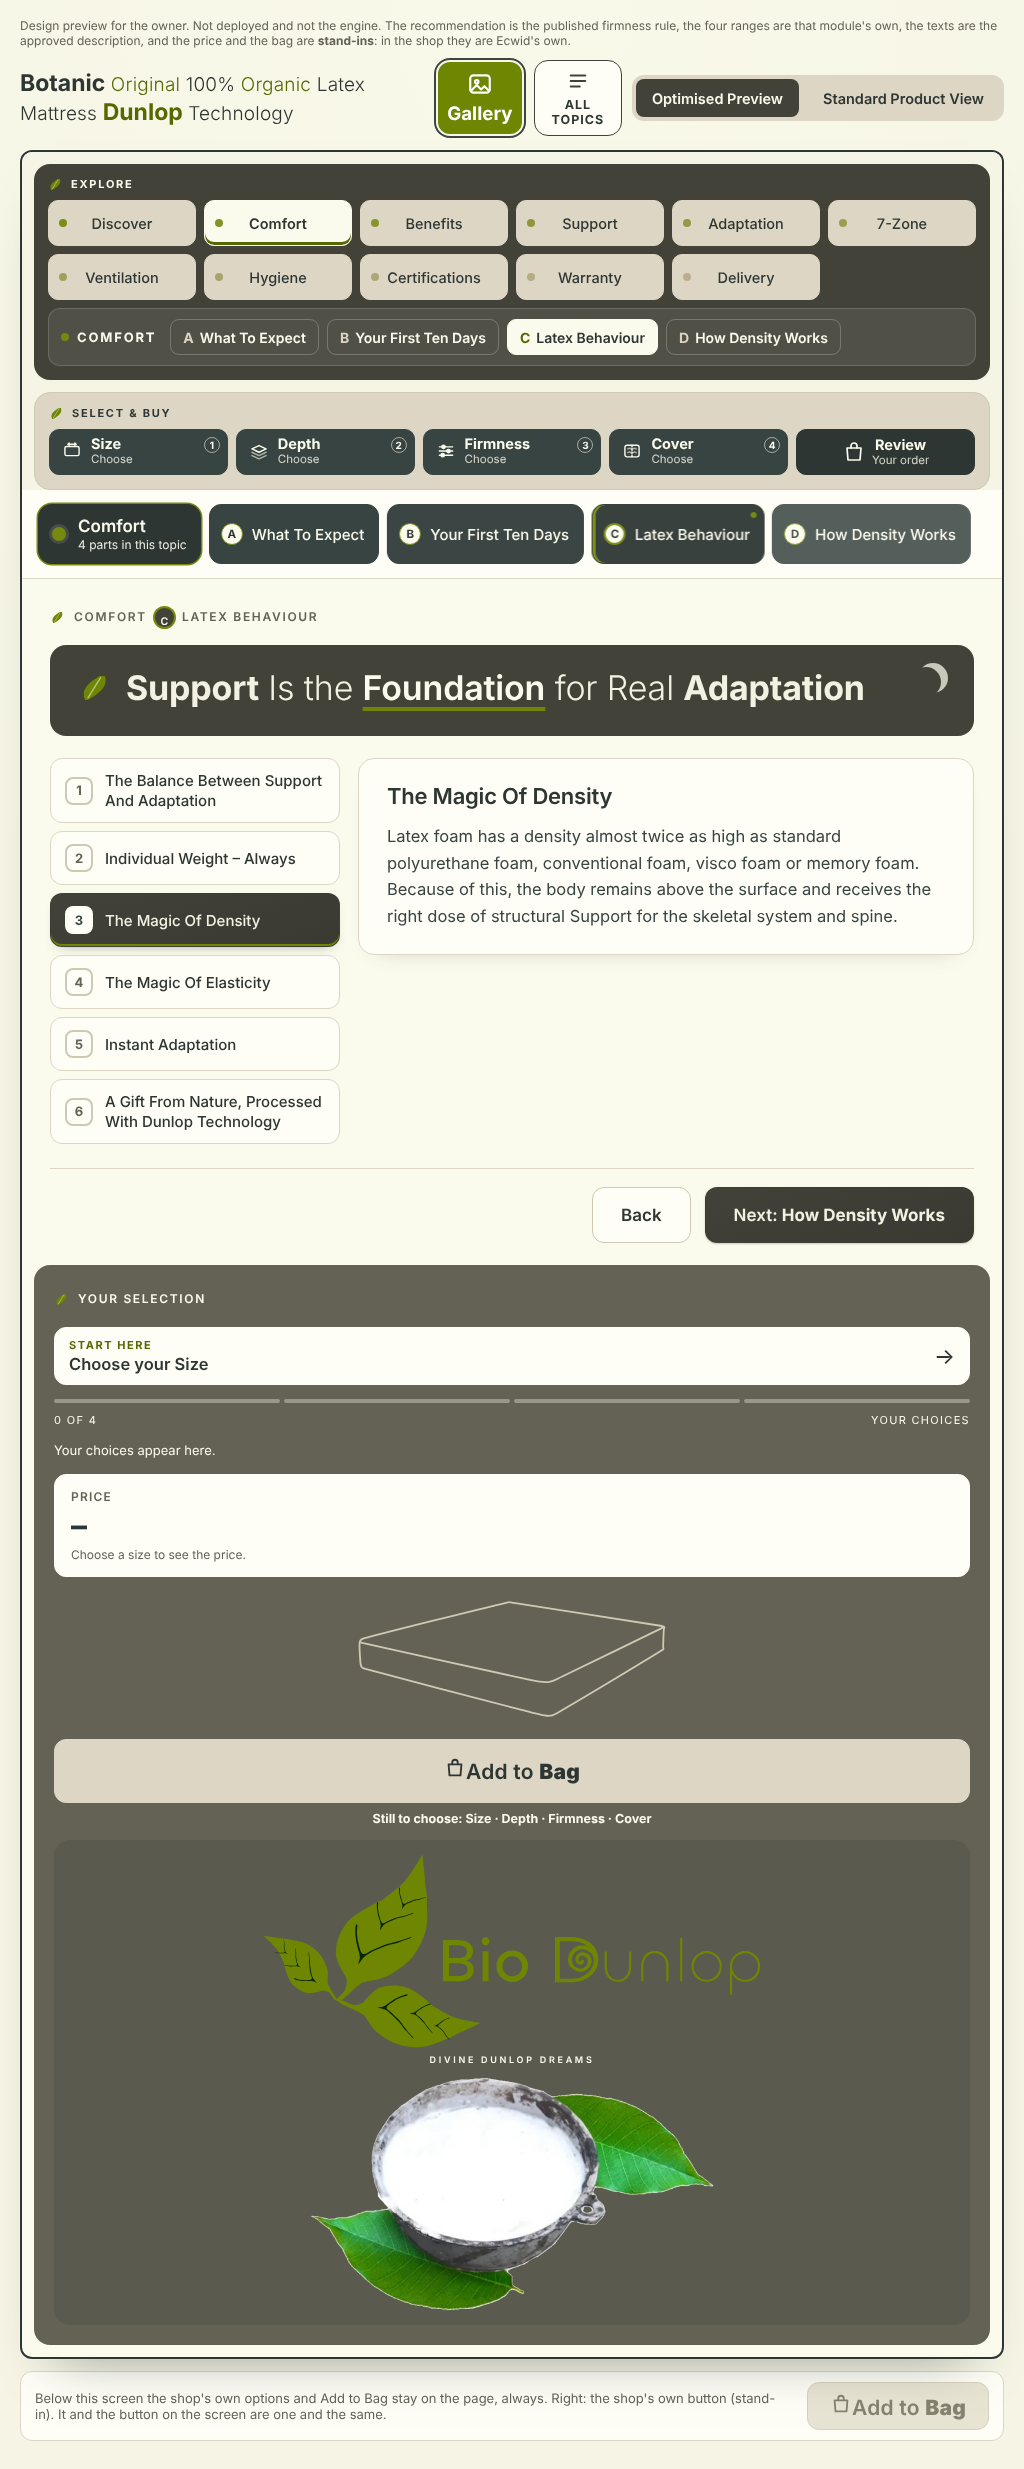 Design preview for the owner. Not deployed and not the engine. The recommendation is the published firmness rule, the four ranges are that module's own, the texts are the
approved description, and the price and the bag are stand-ins: in the shop they are Ecwid's own.
Botanic Original 100% Organic Latex
Mattress Dunlop Technology
Gallery
ALL
TOPICS
Optimised Preview
Standard Product View
EXPLORE
Discover
Comfort
Benefits
Support
Adaptation
7-Zone
Ventilation
Hygiene
Certifications
Warranty
Delivery
COMFORT
A What To Expect
B Your First Ten Days
C Latex Behaviour
D How Density Works
SELECT & BUY
Size
Choose
1
Depth
Choose
2
Firmness
Choose
3
Cover
Choose
4
Review
Your order
Comfort
4 parts in this topic
A What To Expect
B Your First Ten Days
C Latex Behaviour
D How Density Works
COMFORT C LATEX BEHAVIOUR
Support Is the Foundation for Real Adaptation
1 The Balance Between Support
And Adaptation
2 Individual Weight – Always
3 The Magic Of Density
4 The Magic Of Elasticity
5 Instant Adaptation
6 A Gift From Nature, Processed
With Dunlop Technology
The Magic Of Density
Latex foam has a density almost twice as high as standard
polyurethane foam, conventional foam, visco foam or memory foam.
Because of this, the body remains above the surface and receives the
right dose of structural Support for the skeletal system and spine.
Back
Next: How Density Works
YOUR SELECTION
START HERE
Choose your Size
0 OF 4
YOUR CHOICES
Your choices appear here.
PRICE
–
Choose a size to see the price.
Add to Bag
Still to choose: Size · Depth · Firmness · Cover
Bio Dunlop
DIVINE DUNLOP DREAMS
Below this screen the shop's own options and Add to Bag stay on the page, always. Right: the shop's own button (stand-
in). It and the button on the screen are one and the same.
Add to Bag